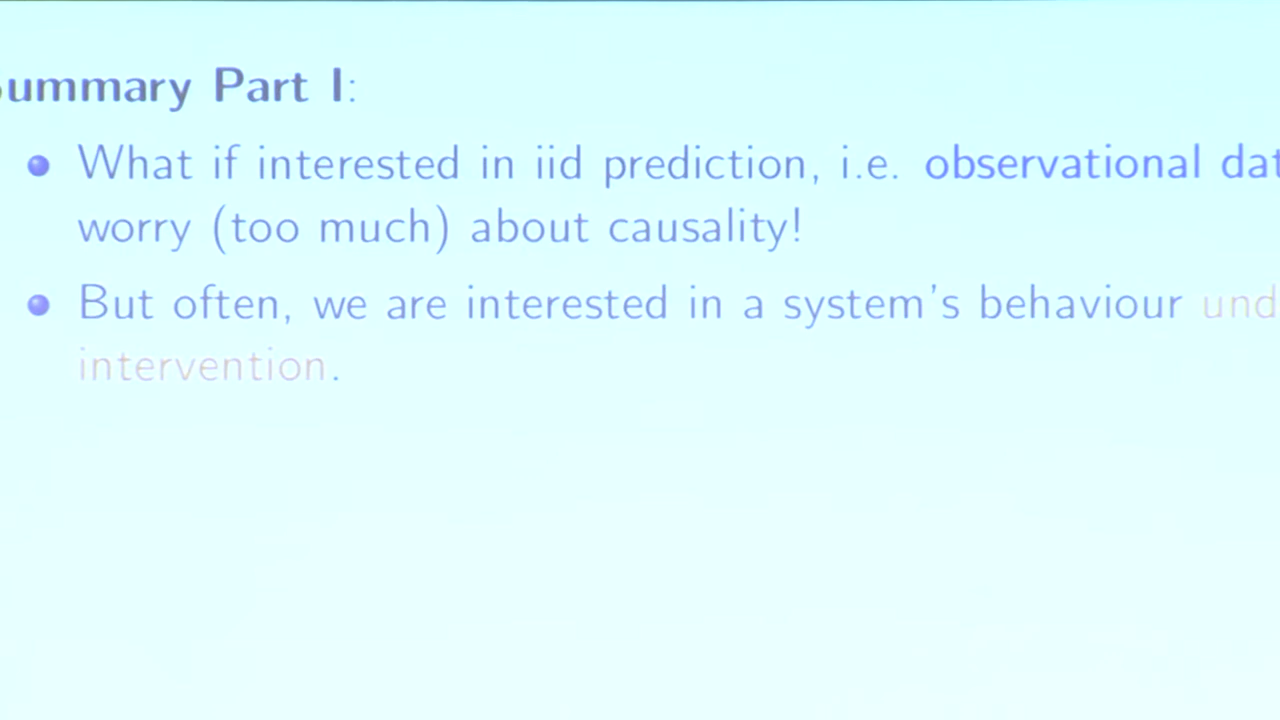 ummary Part I:
What if interested in iid prediction, i.e. observational dat
worry (too much) about causality!
But often, we are interested in a system's behaviour und
intervention.